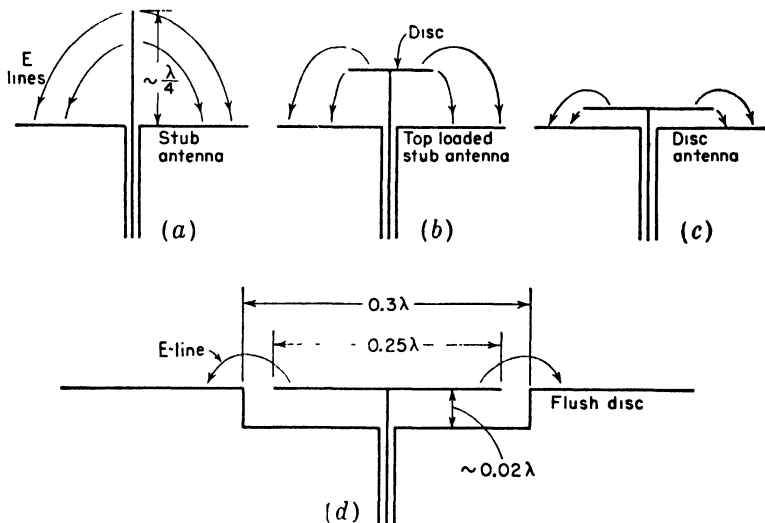 E
lines
~ λ/4
Stub
antenna
(a)
Disc
Top loaded
stub antenna
(b)
Disc
antenna
(c)
0.3λ
E-line
0.25λ
Flush disc
~0.02λ
(d)